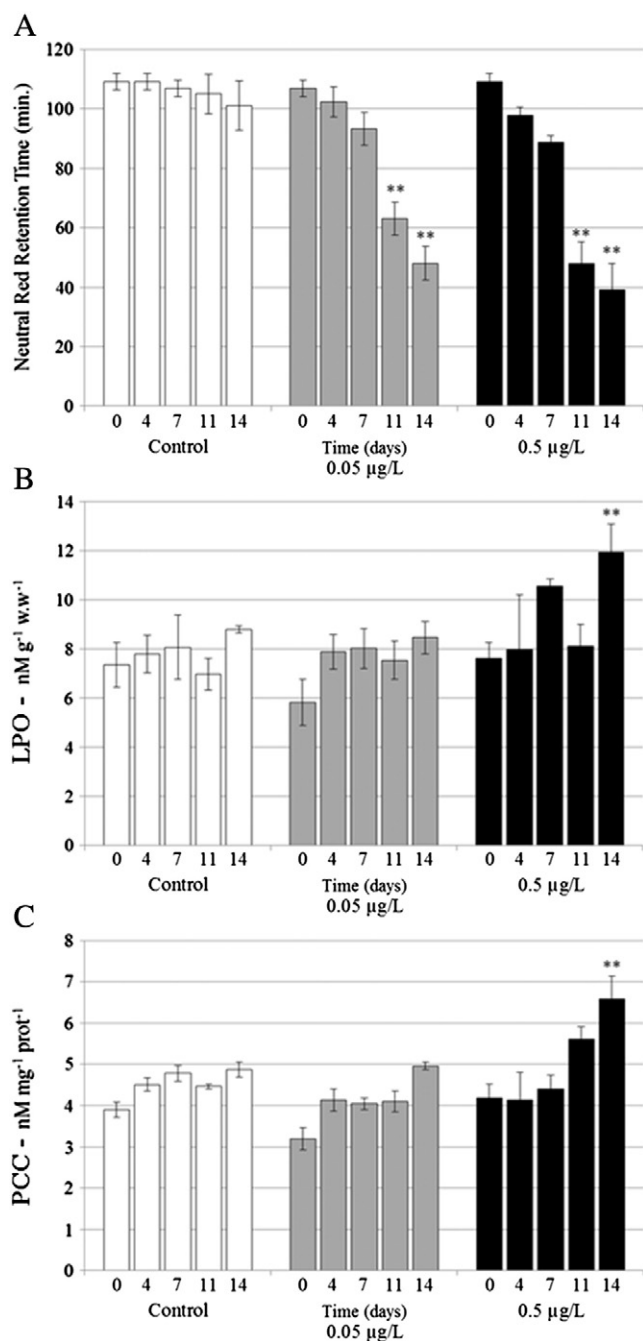 A
Neutral Red Retention Time (min.)
120
100
80
60
40
20
0
** ** ** **
0 4 7 11 14 0 4 7 11 14 0 4 7 11 14
Control Time (days) 0.5 µg/L
0.05 µg/L
B
LPO - nM g⁻¹ w.w⁻¹
14
12
10
8
6
4
2
0
**
0 4 7 11 14 0 4 7 11 14 0 4 7 11 14
Control Time (days) 0.5 µg/L
0.05 µg/L
C
PCC - nM mg⁻¹ prot⁻¹
8
7
6
5
4
3
2
1
0
**
0 4 7 11 14 0 4 7 11 14 0 4 7 11 14
Control Time (days) 0.5 µg/L
0.05 µg/L